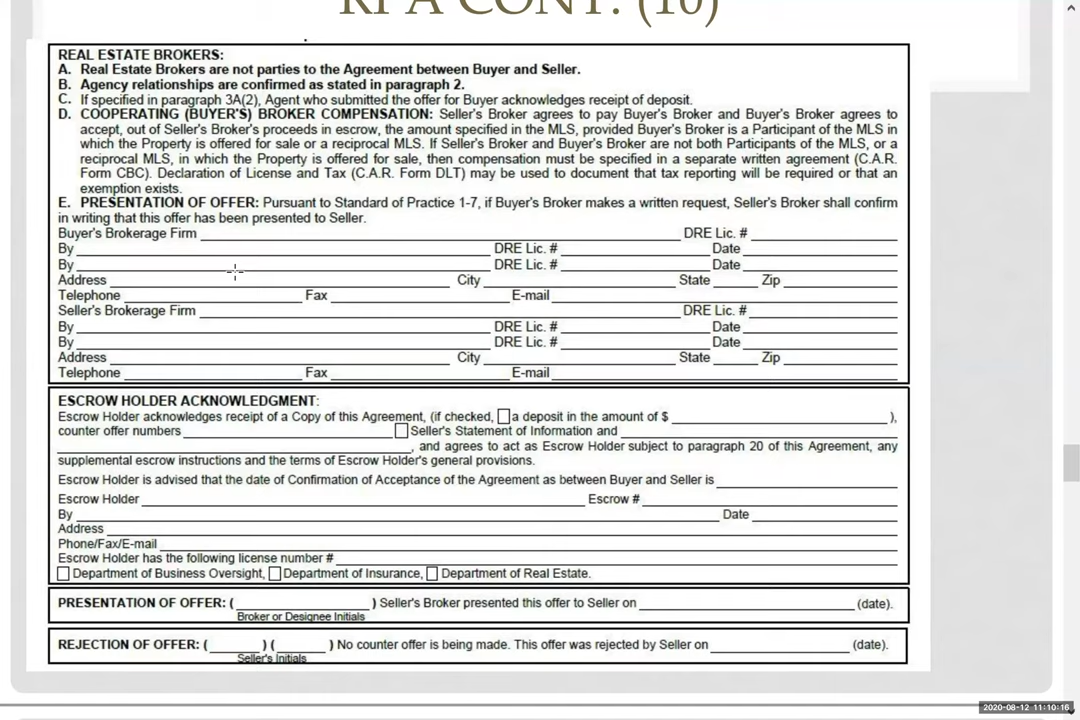 RPA CONT. (10)
REAL ESTATE BROKERS:
A. Real Estate Brokers are not parties to the Agreement between Buyer and Seller.
B. Agency relationships are confirmed as stated in paragraph 2.
C. If specified in paragraph 3A(2), Agent who submitted the offer for Buyer acknowledges receipt of deposit.
D. COOPERATING (BUYER'S) BROKER COMPENSATION: Seller's Broker agrees to pay Buyer's Broker and Buyer's Broker agrees to
accept, out of Seller's Broker's proceeds in escrow, the amount specified in the MLS, provided Buyer's Broker is a Participant of the MLS in
which the Property is offered for sale or a reciprocal MLS. If Seller's Broker and Buyer's Broker are not both Participants of the MLS, or a
reciprocal MLS, in which the Property is offered for sale, then compensation must be specified in a separate written agreement (C.A.R.
Form CBC). Declaration of License and Tax (C.A.R. Form DLT) may be used to document that tax reporting will be required or that an
exemption exists.
E. PRESENTATION OF OFFER: Pursuant to Standard of Practice 1-7, if Buyer's Broker makes a written request, Seller's Broker shall confirm
in writing that this offer has been presented to Seller.
Buyer's Brokerage Firm DRE Lic. #
By DRE Lic. # Date
By DRE Lic. # Date
Address City State Zip
Telephone Fax E-mail
Seller's Brokerage Firm DRE Lic. #
By DRE Lic. # Date
By DRE Lic. # Date
Address City State Zip
Telephone Fax E-mail
ESCROW HOLDER ACKNOWLEDGMENT:
Escrow Holder acknowledges receipt of a Copy of this Agreement, (if checked, a deposit in the amount of $ ),
counter offer numbers Seller's Statement of Information and
, and agrees to act as Escrow Holder subject to paragraph 20 of this Agreement, any
supplemental escrow instructions and the terms of Escrow Holder's general provisions.
Escrow Holder is advised that the date of Confirmation of Acceptance of the Agreement as between Buyer and Seller is
Escrow Holder Escrow #
By Date
Address
Phone/Fax/E-mail
Escrow Holder has the following license number #
Department of Business Oversight, Department of Insurance, Department of Real Estate.
PRESENTATION OF OFFER: ( ) Seller's Broker presented this offer to Seller on (date).
Broker or Designee Initials
REJECTION OF OFFER: ( ) ( ) No counter offer is being made. This offer was rejected by Seller on (date).
Seller's Initials
2020-08-12 11:10:16